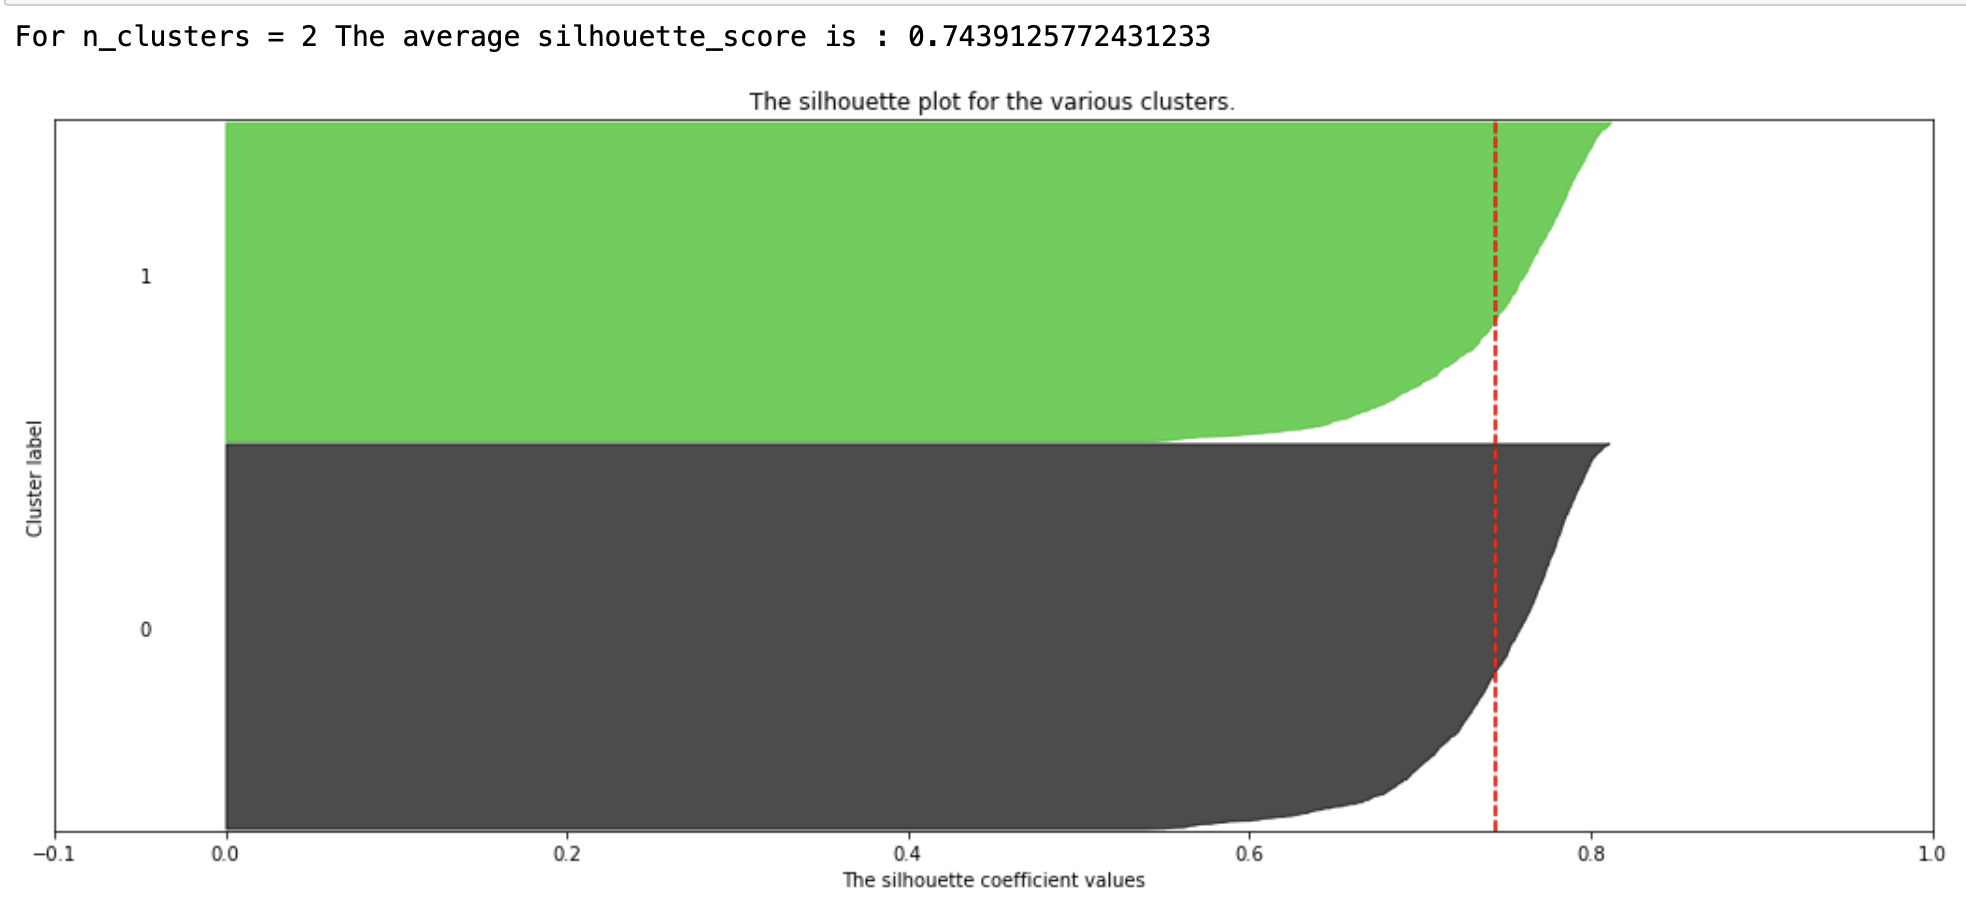 For n_clusters = 2 The average silhouette_score is : 0.7439125772431233
The silhouette plot for the various clusters.
1
0
Cluster label
−0.1 0.0 0.2 0.4 0.6 0.8 1.0
The silhouette coefficient values